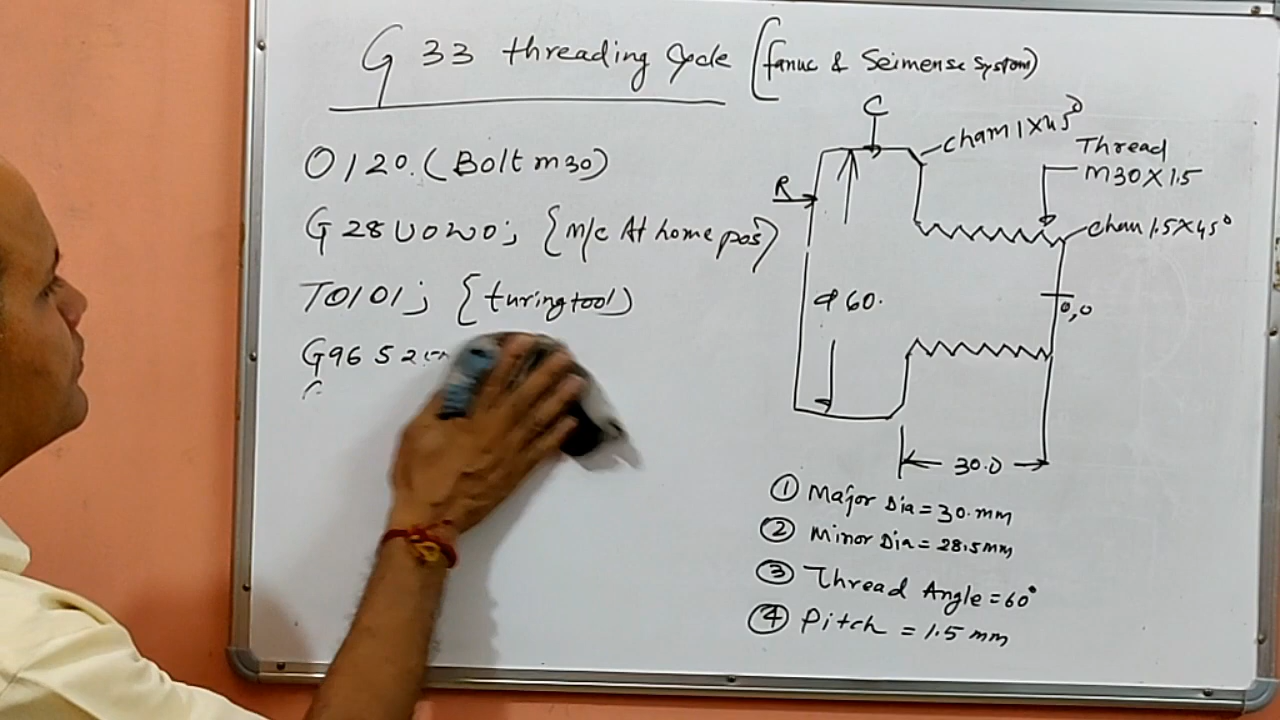 G 33 threading Cycle (fanuc & Seimense System)
O120. (Bolt m30)
G28U0W0; {M/c At home pos)
T0101; {turing tool)
G96 S2
C
R
cham 1X45°
Thread
M30X1.5
cham 1.5X45°
φ60.
0,0
30.0
① Major Dia = 30.mm
② Minor Dia = 28.5mm
③ Thread Angle = 60°
④ Pitch = 1.5 mm